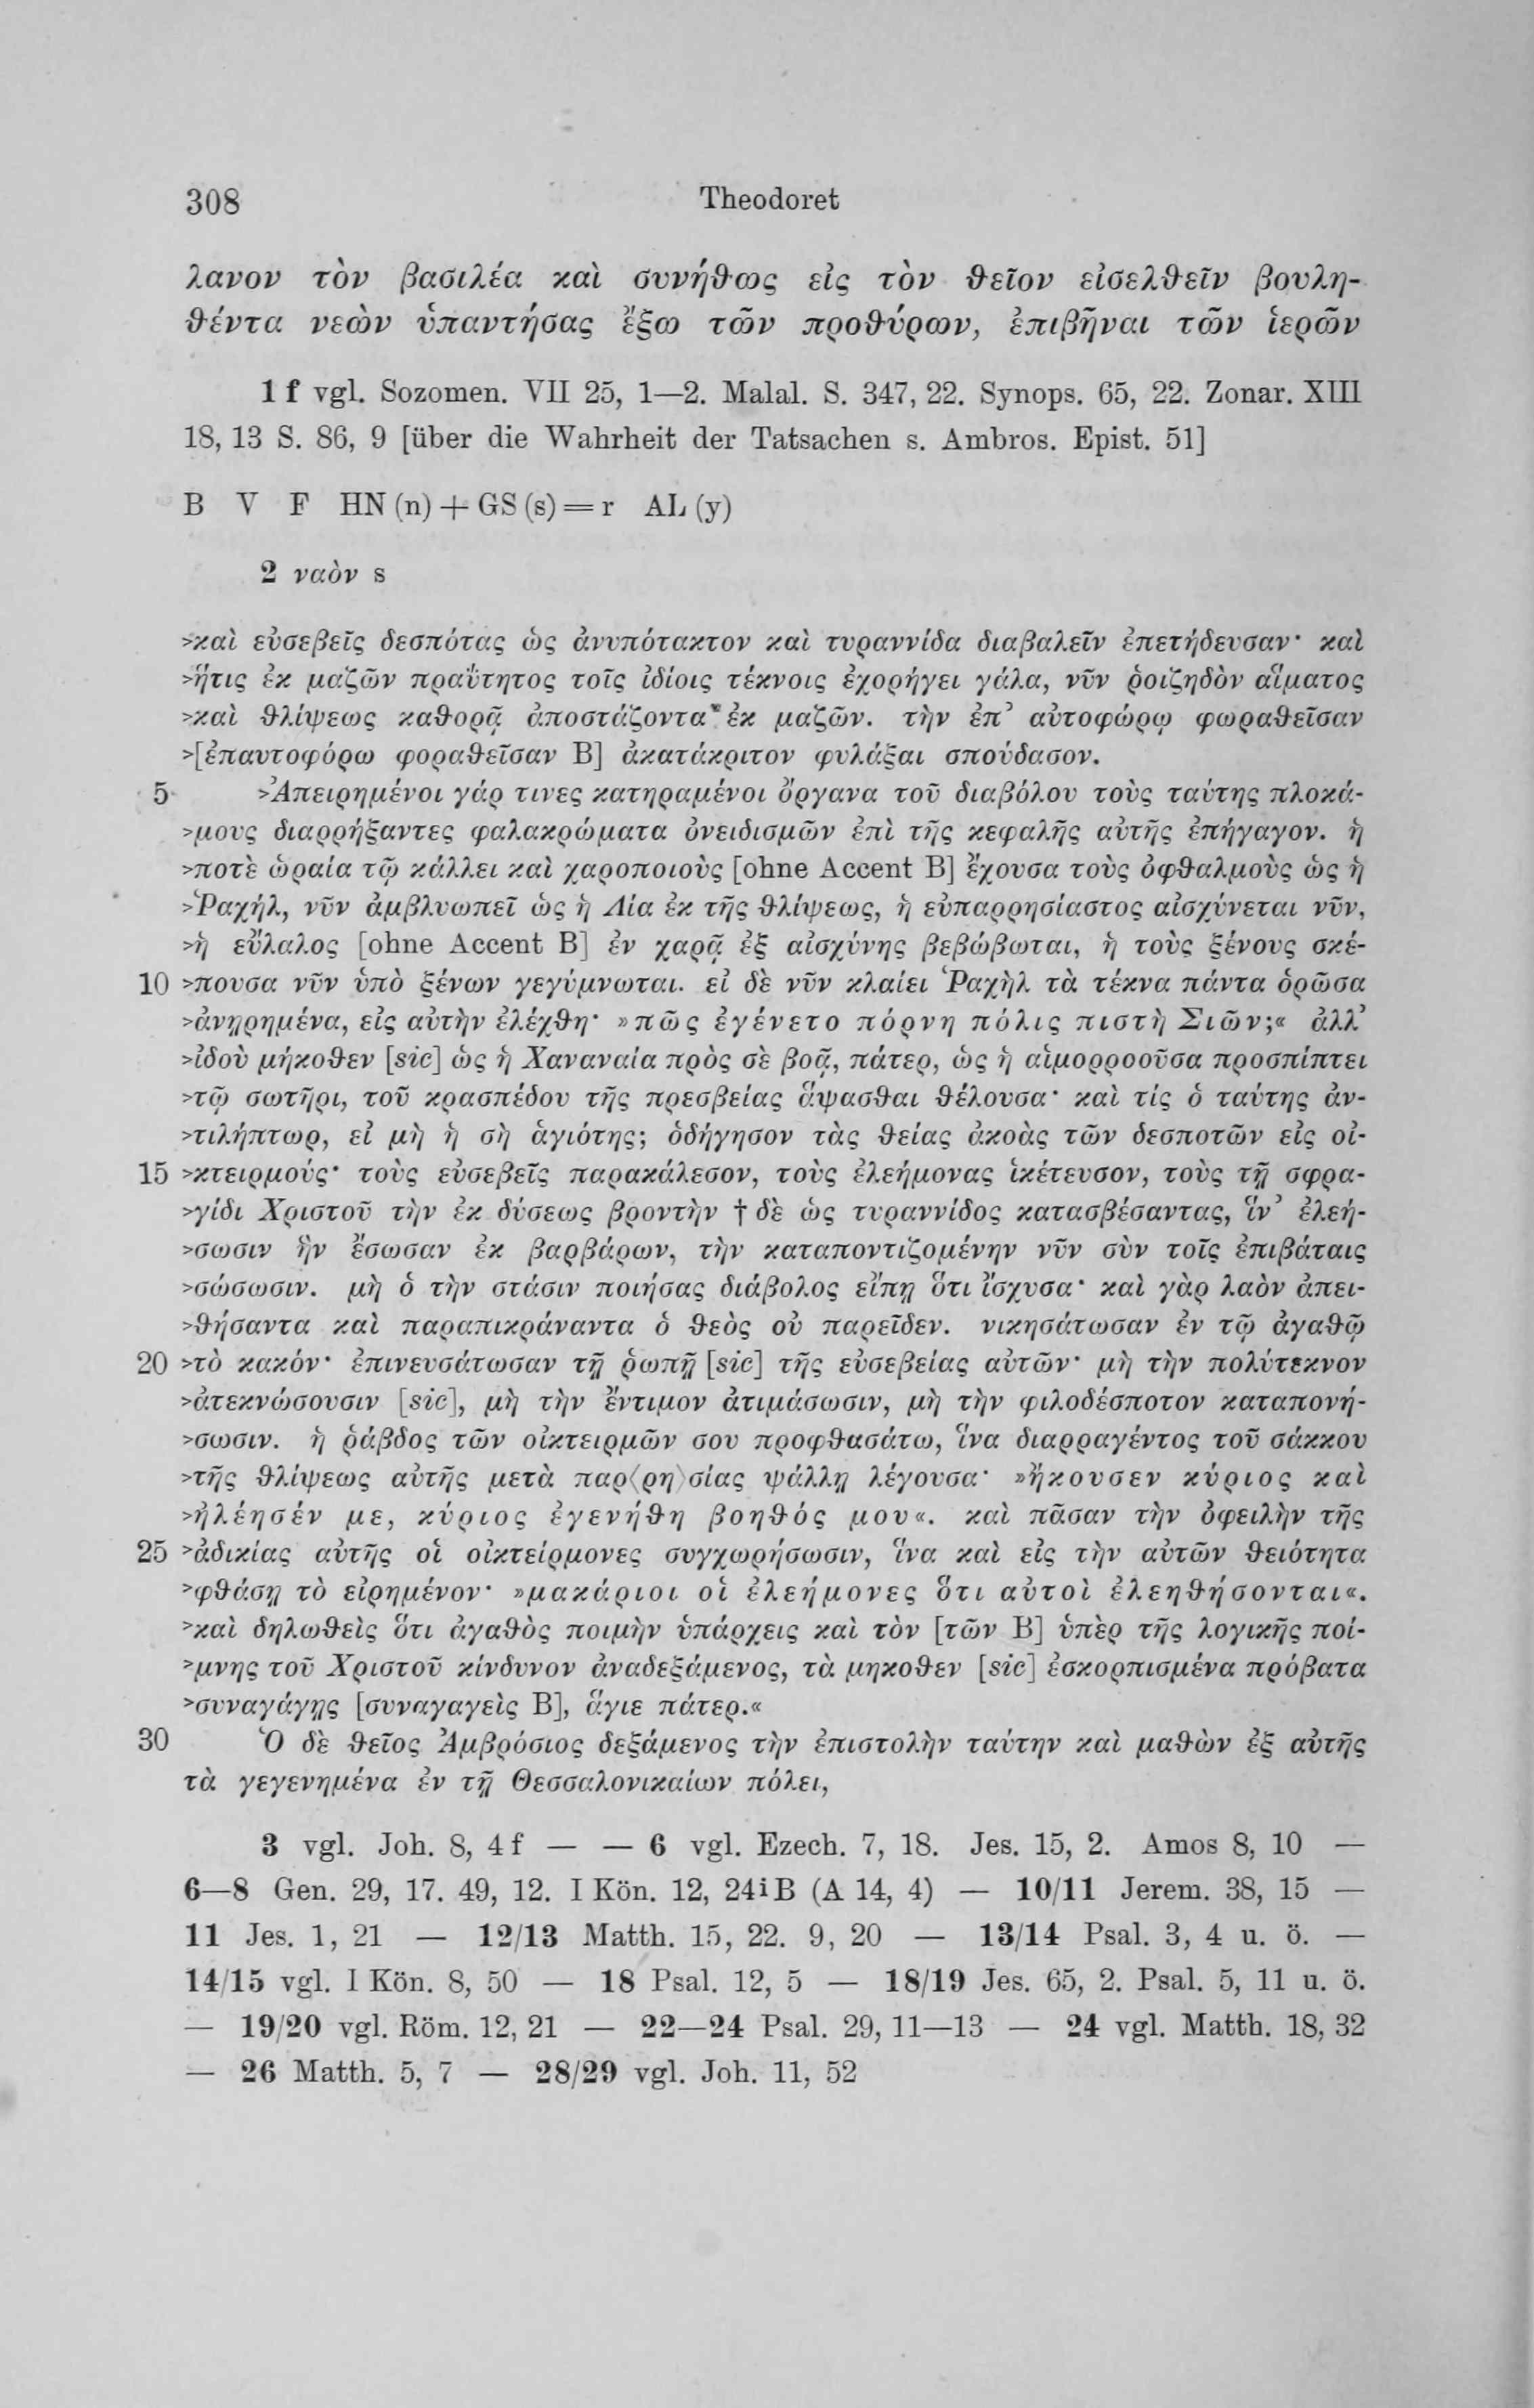 308 Theodoret
λανον τὸν βασιλέα καὶ συνήθως εἰς τὸν θεῖον εἰσελθεῖν βουλη-
θέντα νεὼν ὑπαντήσας ἔξω τῶν προθύρων, ἐπιβῆναι τῶν ἱερῶν
1 f vgl. Sozomen. VII 25, 1—2. Malal. S. 347, 22. Synops. 65, 22. Zonar. XIII
18, 13 S. 86, 9 [über die Wahrheit der Tatsachen s. Ambros. Epist. 51]
B V F HN (n) + GS (s) = r AL (y)
2 ναὸν s
>καὶ εὐσεβεῖς δεσπότας ὡς ἀνυπότακτον καὶ τυραννίδα διαβαλεῖν ἐπετήδευσαν· καὶ
>ἥτις ἐκ μαζῶν πραΰτητος τοῖς ἰδίοις τέκνοις ἐχορήγει γάλα, νῦν ῥοιζηδὸν αἵματος
>καὶ θλίψεως καθορᾷ ἀποστάζοντα ἐκ μαζῶν. τὴν ἐπ’ αὐτοφώρῳ φωραθεῖσαν
>[ἐπαυτοφόρω φοραθεῖσαν B] ἀκατάκριτον φυλάξαι σπούδασον.
5 >Ἀπειρημένοι γάρ τινες κατηραμένοι ὄργανα τοῦ διαβόλου τοὺς ταύτης πλοκά-
>μους διαρρήξαντες φαλακρώματα ὀνειδισμῶν ἐπὶ τῆς κεφαλῆς αὐτῆς ἐπήγαγον. ἡ
>ποτὲ ὡραία τῷ κάλλει καὶ χαροποιοὺς [ohne Accent B] ἔχουσα τοὺς ὀφθαλμοὺς ὡς ἡ
>Ῥαχήλ, νῦν ἀμβλυωπεῖ ὡς ἡ Λία ἐκ τῆς θλίψεως, ἡ εὐπαρρησίαστος αἰσχύνεται νῦν,
>ἡ εὔλαλος [ohne Accent B] ἐν χαρᾷ ἐξ αἰσχύνης βεβώβωται, ἡ τοὺς ξένους σκέ-
10 >πουσα νῦν ὑπὸ ξένων γεγύμνωται. εἰ δὲ νῦν κλαίει Ῥαχὴλ τὰ τέκνα πάντα ὁρῶσα
>ἀνῃρημένα, εἰς αὐτὴν ἐλέχθη· »πῶς ἐγένετο πόρνη πόλις πιστὴ Σιῶν;« ἀλλ’
>ἰδοὺ μήκοθεν [sic] ὡς ἡ Χαναναία πρὸς σὲ βοᾷ, πάτερ, ὡς ἡ αἱμορροοῦσα προσπίπτει
>τῷ σωτῆρι, τοῦ κρασπέδου τῆς πρεσβείας ἅψασθαι θέλουσα· καὶ τίς ὁ ταύτης ἀν-
>τιλήπτωρ, εἰ μὴ ἡ σὴ ἁγιότης; ὁδήγησον τὰς θείας ἀκοὰς τῶν δεσποτῶν εἰς οἰ-
15 >κτειρμούς· τοὺς εὐσεβεῖς παρακάλεσον, τοὺς ἐλεήμονας ἱκέτευσον, τοὺς τῇ σφρα-
>γίδι Χριστοῦ τὴν ἐκ δύσεως βροντὴν † δὲ ὡς τυραννίδος κατασβέσαντας, ἵν’ ἐλεή-
>σωσιν ἣν ἔσωσαν ἐκ βαρβάρων, τὴν καταποντιζομένην νῦν σὺν τοῖς ἐπιβάταις
>σώσωσιν. μὴ ὁ τὴν στάσιν ποιήσας διάβολος εἴπῃ ὅτι ἴσχυσα· καὶ γὰρ λαὸν ἀπει-
>θήσαντα καὶ παραπικράναντα ὁ θεὸς οὐ παρεῖδεν. νικησάτωσαν ἐν τῷ ἀγαθῷ
20 >τὸ κακόν· ἐπινευσάτωσαν τῇ ῥωπῇ [sic] τῆς εὐσεβείας αὐτῶν· μὴ τὴν πολύτεκνον
>ἀτεκνώσουσιν [sic], μὴ τὴν ἔντιμον ἀτιμάσωσιν, μὴ τὴν φιλοδέσποτον καταπονή-
>σωσιν. ἡ ῥάβδος τῶν οἰκτειρμῶν σου προφθασάτω, ἵνα διαρραγέντος τοῦ σάκκου
>τῆς θλίψεως αὐτῆς μετὰ παρ⟨ρη⟩σίας ψάλλῃ λέγουσα· »ἤκουσεν κύριος καὶ
>ἠλέησέν με, κύριος ἐγενήθη βοηθός μου«. καὶ πᾶσαν τὴν ὀφειλὴν τῆς
25 >ἀδικίας αὐτῆς οἱ οἰκτείρμονες συγχωρήσωσιν, ἵνα καὶ εἰς τὴν αὐτῶν θειότητα
>φθάσῃ τὸ εἰρημένον· »μακάριοι οἱ ἐλεήμονες ὅτι αὐτοὶ ἐλεηθήσονται«.
>καὶ δηλωθεὶς ὅτι ἀγαθὸς ποιμὴν ὑπάρχεις καὶ τὸν [τῶν B] ὑπὲρ τῆς λογικῆς ποί-
>μνης τοῦ Χριστοῦ κίνδυνον ἀναδεξάμενος, τὰ μηκοθεν [sic] ἐσκορπισμένα πρόβατα
>συναγάγῃς [συναγαγεὶς B], ἅγιε πάτερ.«
30 Ὁ δὲ θεῖος Ἀμβρόσιος δεξάμενος τὴν ἐπιστολὴν ταύτην καὶ μαθὼν ἐξ αὐτῆς
τὰ γεγενημένα ἐν τῇ Θεσσαλονικαίων πόλει,
3 vgl. Joh. 8, 4 f — — 6 vgl. Ezech. 7, 18. Jes. 15, 2. Amos 8, 10 —
6—8 Gen. 29, 17. 49, 12. I Kön. 12, 24i B (A 14, 4) — 10/11 Jerem. 38, 15 —
11 Jes. 1, 21 — 12/13 Matth. 15, 22. 9, 20 — 13/14 Psal. 3, 4 u. ö. —
14/15 vgl. I Kön. 8, 50 — 18 Psal. 12, 5 — 18/19 Jes. 65, 2. Psal. 5, 11 u. ö.
— 19/20 vgl. Röm. 12, 21 — 22—24 Psal. 29, 11—13 — 24 vgl. Matth. 18, 32
— 26 Matth. 5, 7 — 28/29 vgl. Joh. 11, 52